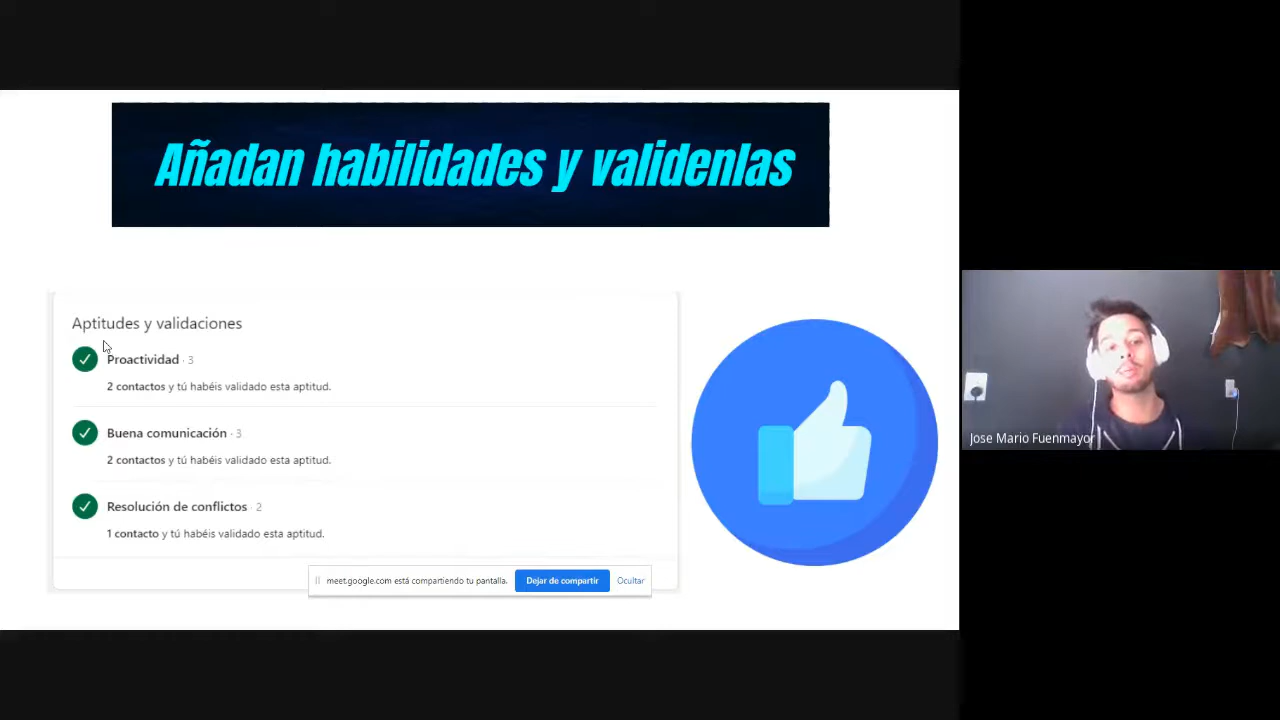 Añadan habilidades y validenlas
Aptitudes y validaciones
Proactividad · 3
2 contactos y tú habéis validado esta aptitud.
Buena comunicación · 3
2 contactos y tú habéis validado esta aptitud.
Resolución de conflictos · 2
1 contacto y tú habéis validado esta aptitud.
meet.google.com está compartiendo tu pantalla. Dejar de compartir Ocultar
Jose Mario Fuenmayor